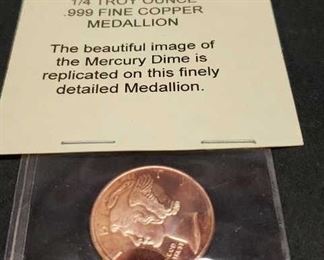 1/4 TROY OUNCE
.999 FINE COPPER
MEDALLION
The beautiful image of
the Mercury Dime is
replicated on this finely
detailed Medallion.